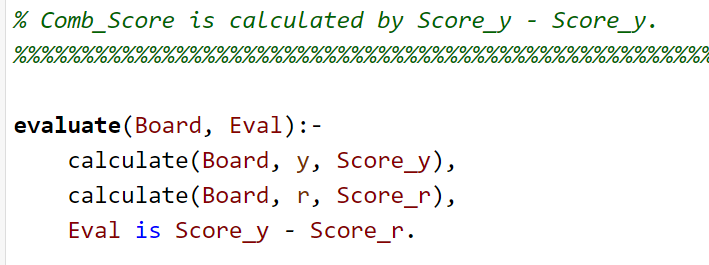 % Comb_Score is calculated by Score_y - Score_y.
%%%%%%%%%%%%%%%%%%%%%%%%%%%%%%%%%%%%%%%%%%%%%%%%%%%%
evaluate(Board, Eval):-
calculate(Board, y, Score_y),
calculate(Board, r, Score_r),
Eval is Score_y - Score_r.